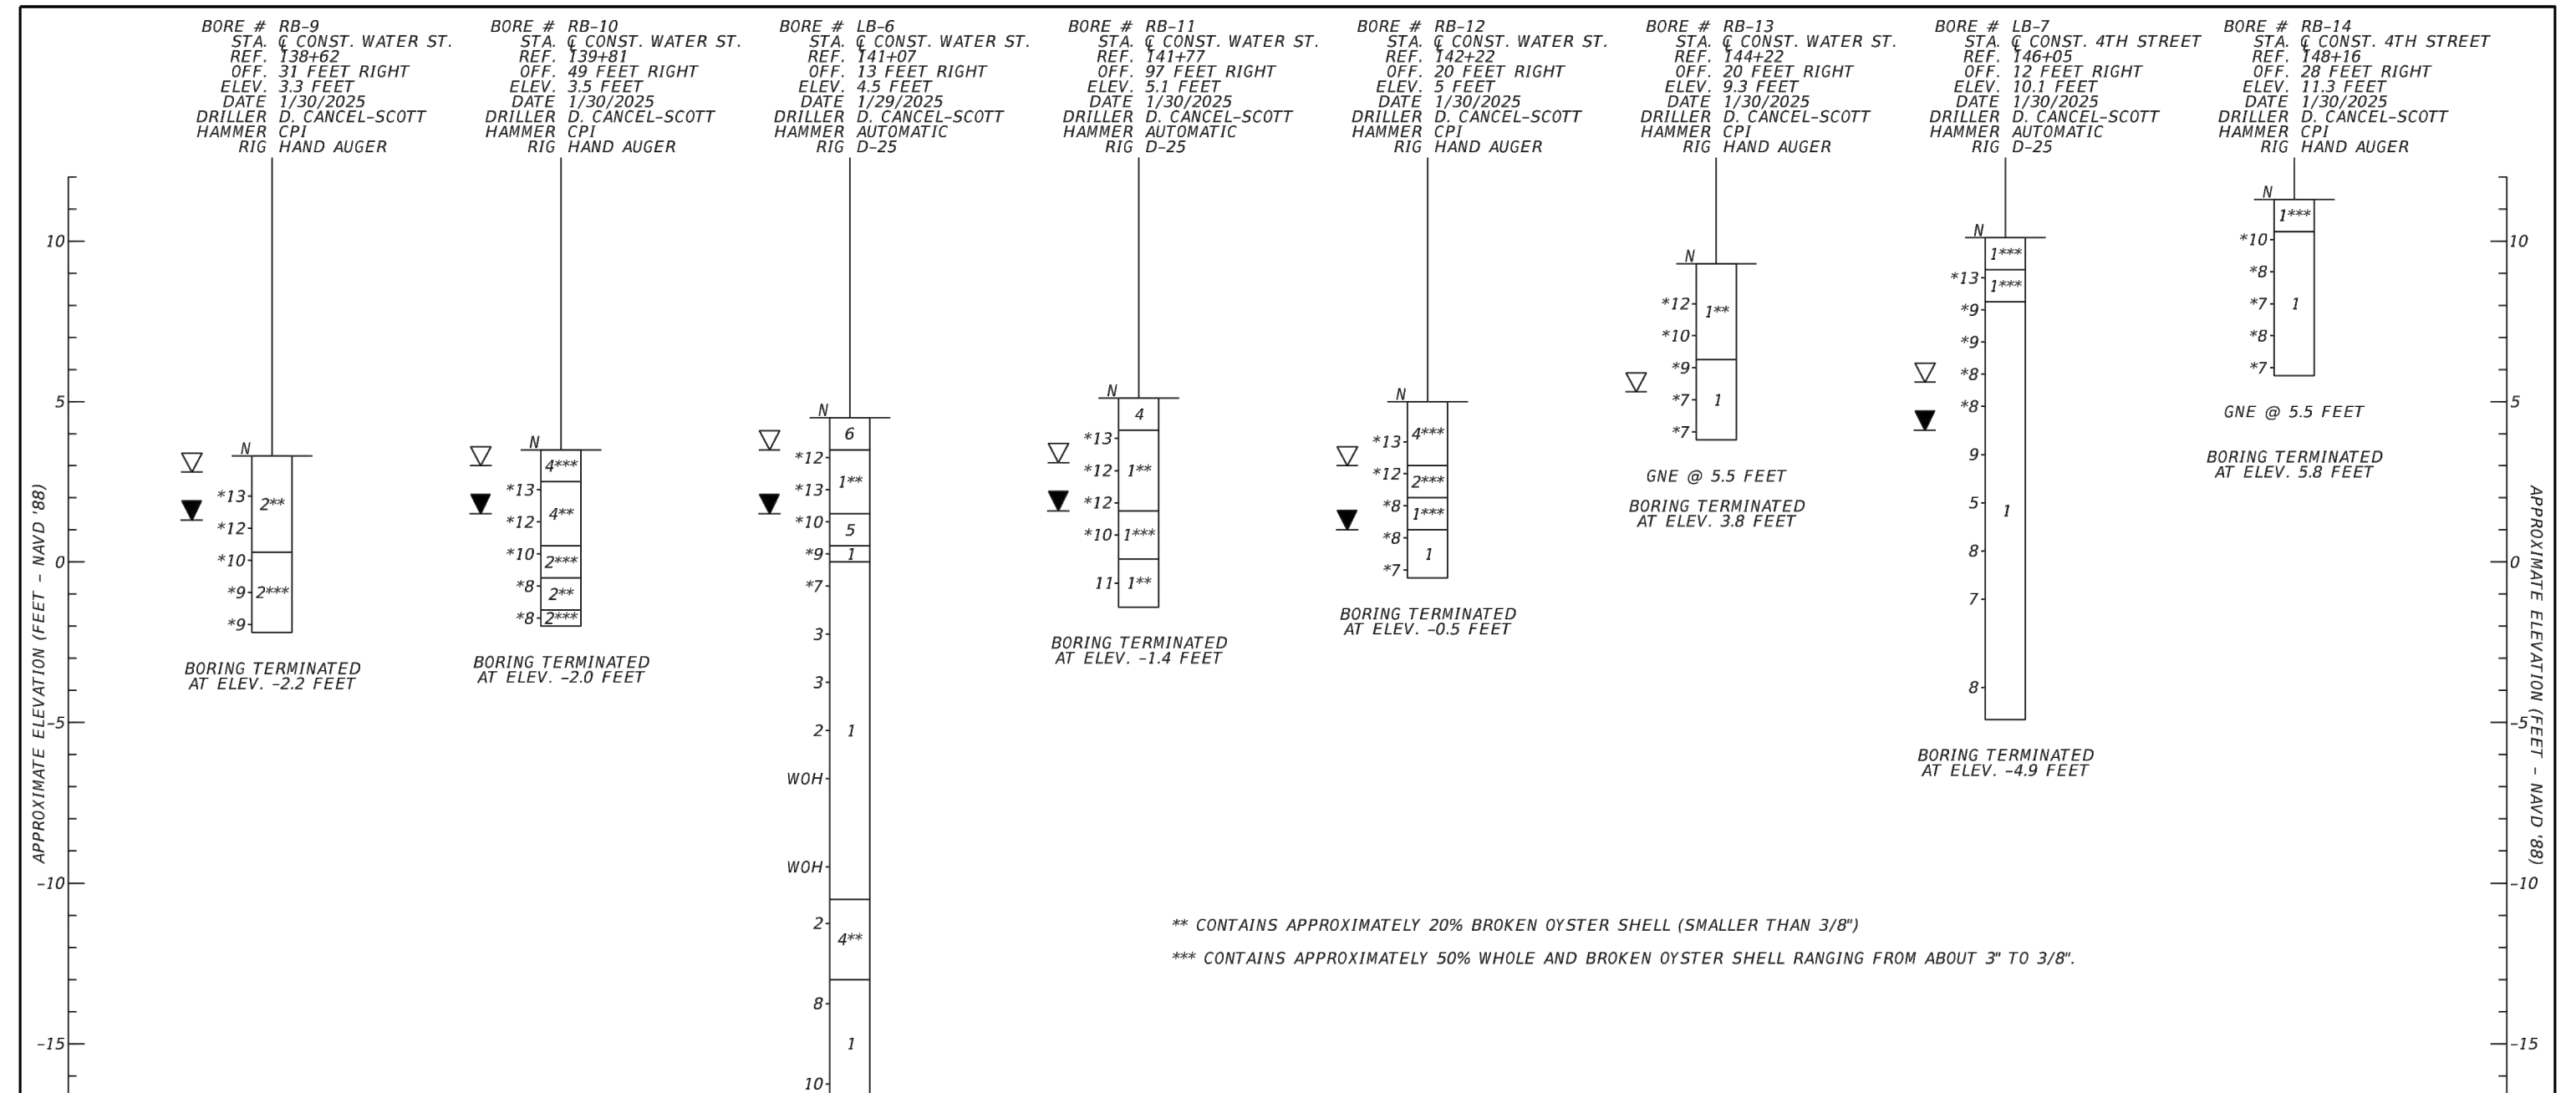 BORE # RB-9
STA. ℄ CONST. WATER ST.
REF. 138+62
OFF. 31 FEET RIGHT
ELEV. 3.3 FEET
DATE 1/30/2025
DRILLER D. CANCEL-SCOTT
HAMMER CPI
RIG HAND AUGER
BORE # RB-10
STA. ℄ CONST. WATER ST.
REF. 139+81
OFF. 49 FEET RIGHT
ELEV. 3.5 FEET
DATE 1/30/2025
DRILLER D. CANCEL-SCOTT
HAMMER CPI
RIG HAND AUGER
BORE # LB-6
STA. ℄ CONST. WATER ST.
REF. 141+07
OFF. 13 FEET RIGHT
ELEV. 4.5 FEET
DATE 1/29/2025
DRILLER D. CANCEL-SCOTT
HAMMER AUTOMATIC
RIG D-25
BORE # RB-11
STA. ℄ CONST. WATER ST.
REF. 141+77
OFF. 97 FEET RIGHT
ELEV. 5.1 FEET
DATE 1/30/2025
DRILLER D. CANCEL-SCOTT
HAMMER AUTOMATIC
RIG D-25
BORE # RB-12
STA. ℄ CONST. WATER ST.
REF. 142+22
OFF. 20 FEET RIGHT
ELEV. 5 FEET
DATE 1/30/2025
DRILLER D. CANCEL-SCOTT
HAMMER CPI
RIG HAND AUGER
BORE # RB-13
STA. ℄ CONST. WATER ST.
REF. 144+22
OFF. 20 FEET RIGHT
ELEV. 9.3 FEET
DATE 1/30/2025
DRILLER D. CANCEL-SCOTT
HAMMER CPI
RIG HAND AUGER
BORE # LB-7
STA. ℄ CONST. 4TH STREET
REF. 146+05
OFF. 12 FEET RIGHT
ELEV. 10.1 FEET
DATE 1/30/2025
DRILLER D. CANCEL-SCOTT
HAMMER AUTOMATIC
RIG D-25
BORE # RB-14
STA. ℄ CONST. 4TH STREET
REF. 148+16
OFF. 28 FEET RIGHT
ELEV. 11.3 FEET
DATE 1/30/2025
DRILLER D. CANCEL-SCOTT
HAMMER CPI
RIG HAND AUGER
APPROXIMATE ELEVATION (FEET - NAVD '88)
10
5
0
-5
-10
-15
N
*13 2**
*12
*10
*9 2***
*9
BORING TERMINATED
AT ELEV. -2.2 FEET
N
4***
*13
4**
*12
*10
2***
*8
2**
*8 2***
BORING TERMINATED
AT ELEV. -2.0 FEET
N
6
*12
1**
*13
*10
5
*9 1
*7
3
3
2 1
WOH
WOH
2
4**
8
1
10
N
4
*13
*12 1**
*12
*10 1***
11 1**
BORING TERMINATED
AT ELEV. -1.4 FEET
N
4***
*13
*12
2***
*8
1***
*8
1
*7
BORING TERMINATED
AT ELEV. -0.5 FEET
N
*12
1**
*10
*9
*7 1
*7
GNE @ 5.5 FEET
BORING TERMINATED
AT ELEV. 3.8 FEET
N
1***
*13
1***
*9
*9
*8
*8
9
5
1
8
7
8
BORING TERMINATED
AT ELEV. -4.9 FEET
N
1***
*10
*8
*7 1
*8
*7
GNE @ 5.5 FEET
BORING TERMINATED
AT ELEV. 5.8 FEET
** CONTAINS APPROXIMATELY 20% BROKEN OYSTER SHELL (SMALLER THAN 3/8")
*** CONTAINS APPROXIMATELY 50% WHOLE AND BROKEN OYSTER SHELL RANGING FROM ABOUT 3" TO 3/8".
10
5
0
-5
-10
-15
APPROXIMATE ELEVATION (FEET - NAVD '88)